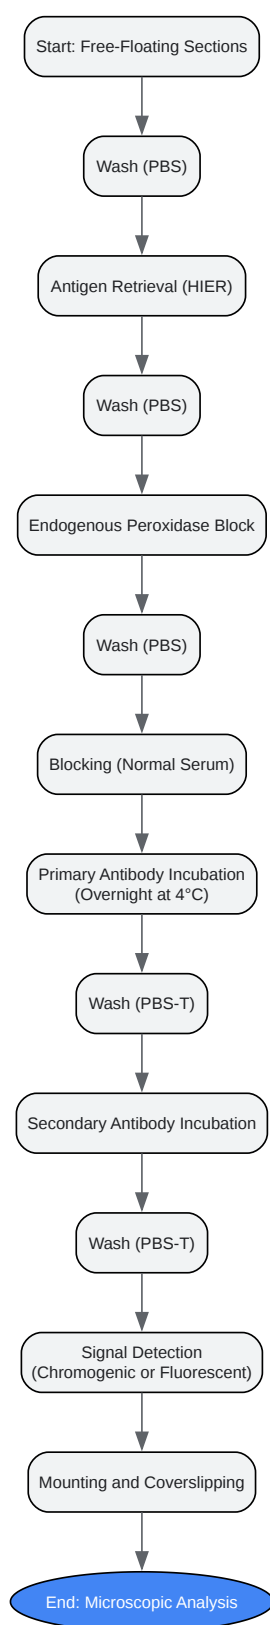 Start: Free-Floating Sections
Wash (PBS)
Antigen Retrieval (HIER)
Wash (PBS)
Endogenous Peroxidase Block
Wash (PBS)
Blocking (Normal Serum)
Primary Antibody Incubation
(Overnight at 4°C)
Wash (PBS-T)
Secondary Antibody Incubation
Wash (PBS-T)
Signal Detection
(Chromogenic or Fluorescent)
Mounting and Coverslipping
End: Microscopic Analysis